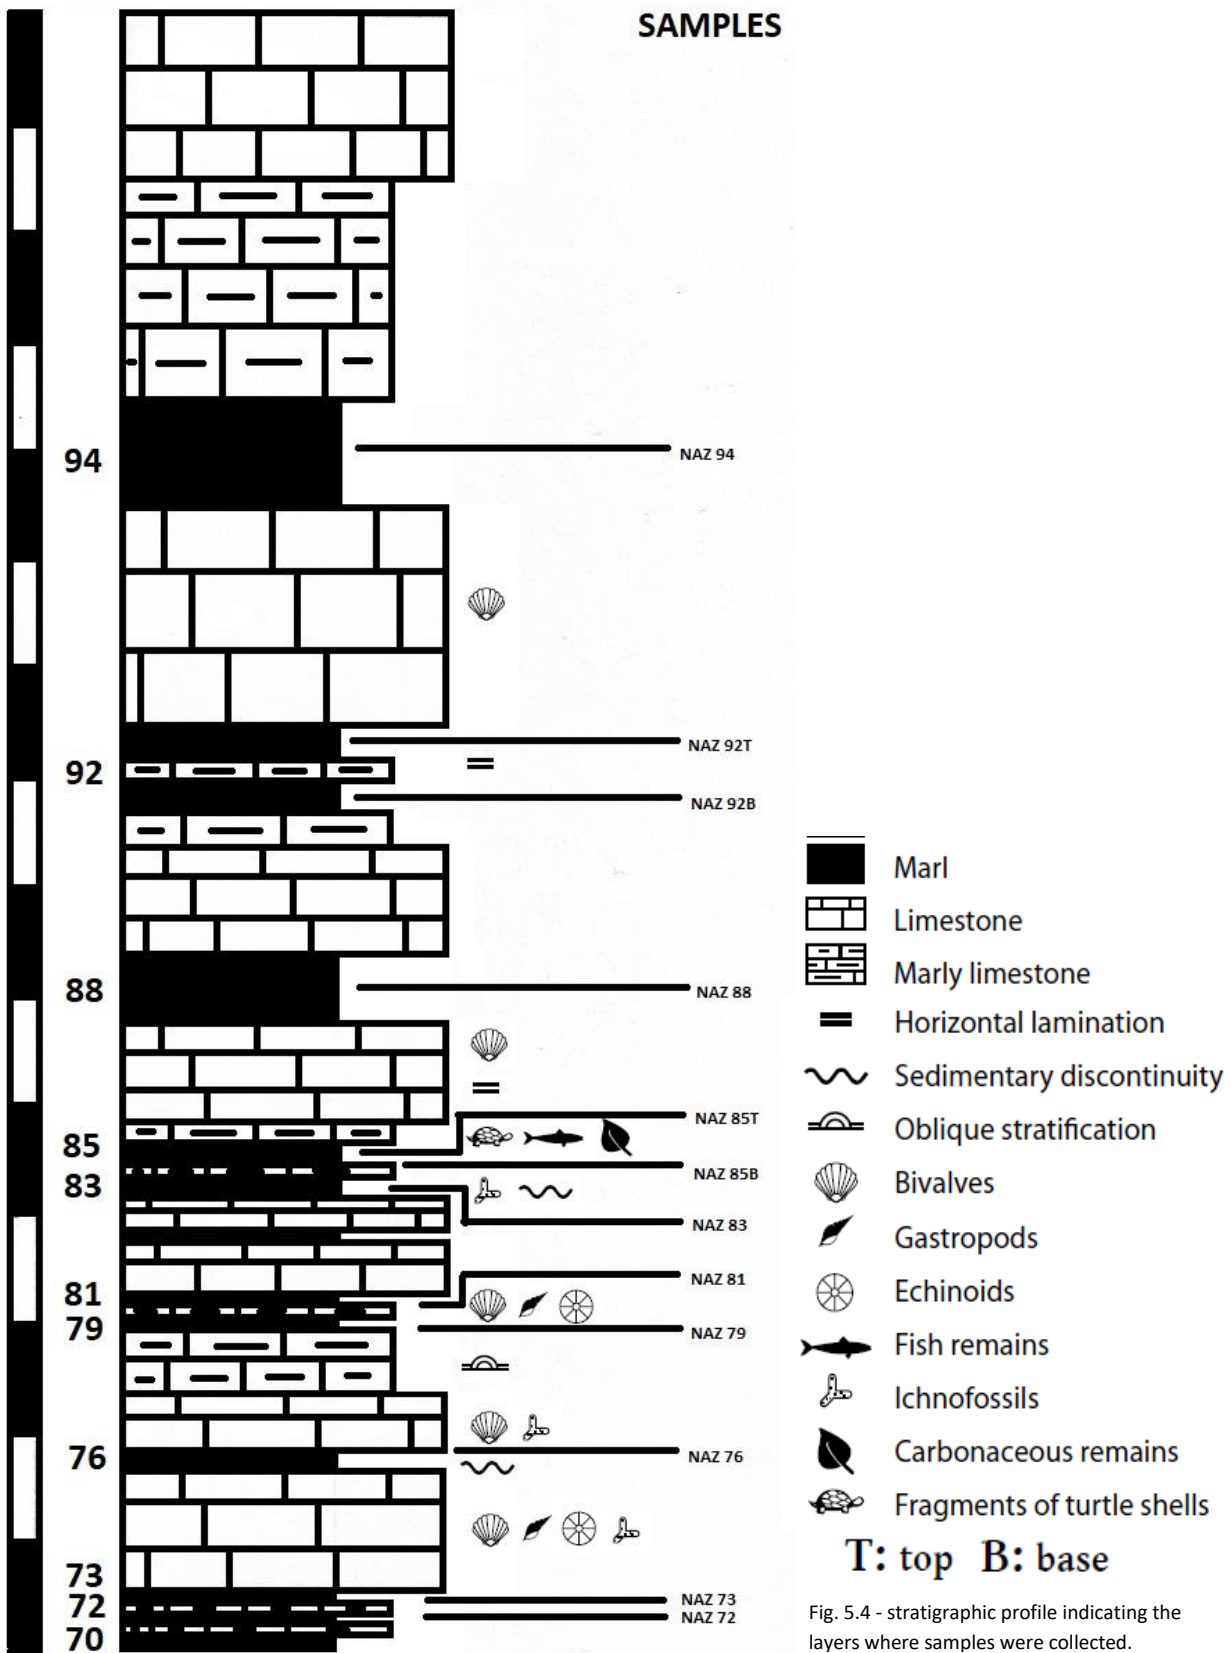 SAMPLES
94
NAZ 94
NAZ 92T
92
NAZ 92B
88
NAZ 88
NAZ 85T
85
NAZ 85B
83
NAZ 83
NAZ 81
81
79
NAZ 79
76
NAZ 76
73
72
70
NAZ 73
NAZ 72
Marl
Limestone
Marly limestone
Horizontal lamination
Sedimentary discontinuity
Oblique stratification
Bivalves
Gastropods
Echinoids
Fish remains
Ichnofossils
Carbonaceous remains
Fragments of turtle shells
T: top B: base
Fig. 5.4 - stratigraphic profile indicating the
layers where samples were collected.